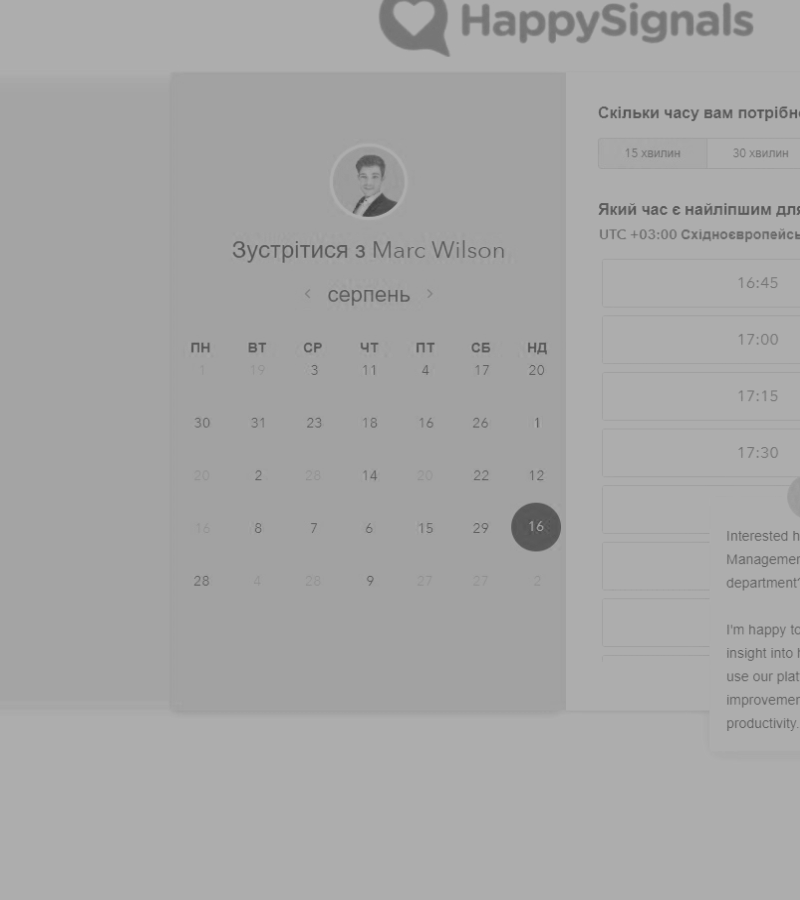 HappySignals
Зустрітися з Marc Wilson
серпень
ПН ВТ СР ЧТ ПТ СБ НД
1 19 3 11 4 17 20
30 31 23 18 16 26 1
20 2 28 14 20 22 12
16 8 7 6 15 29 16
28 4 28 9 27 27 2
Скільки часу вам потрібно
15 хвилин 30 хвилин
Який час є найліпшим для
UTC +03:00 Східноєвропейсь
16:45
17:00
17:15
17:30
Interested h
Managemen
department?
I'm happy to
insight into h
use our plat
improvemen
productivity.